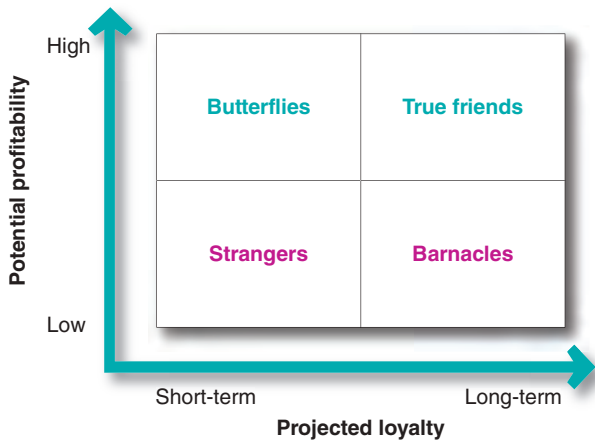 High
Potential profitability
Butterflies
True friends
Strangers
Barnacles
Low
Short-term
Long-term
Projected loyalty